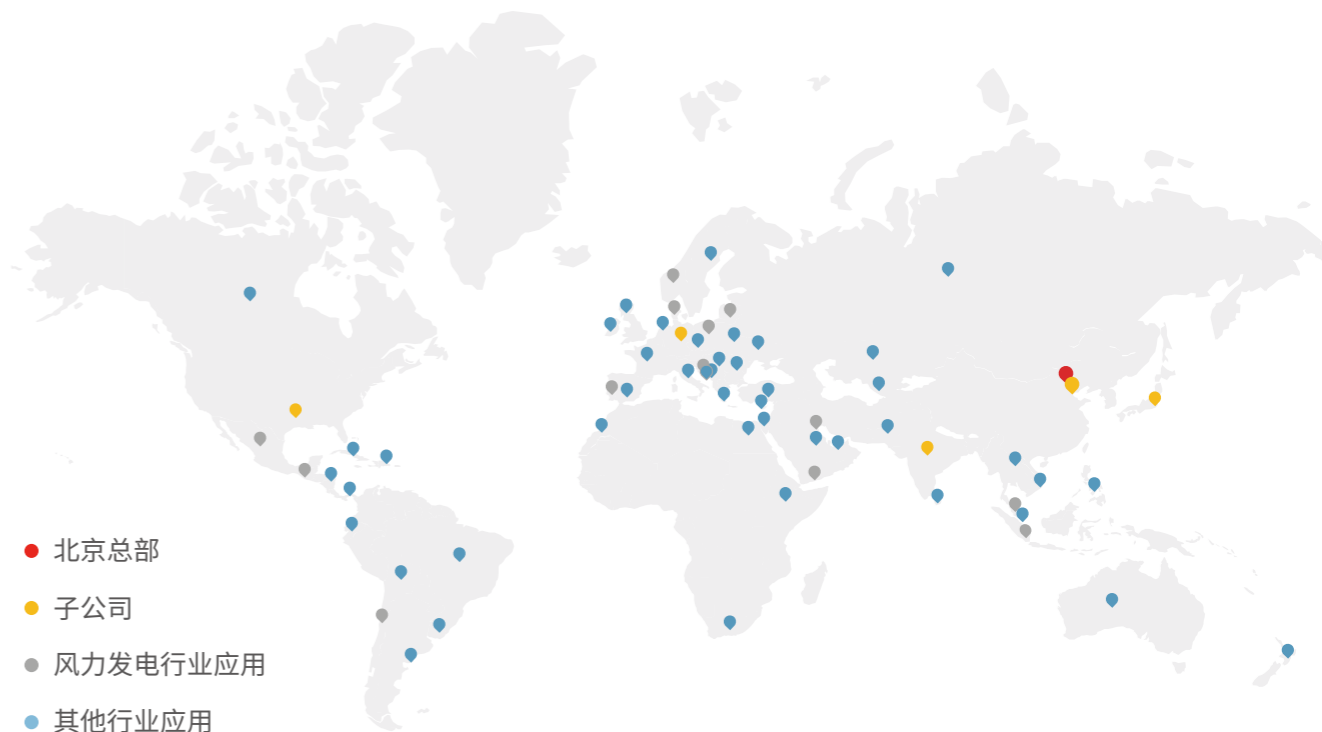 北京总部
子公司
风力发电行业应用
其他行业应用